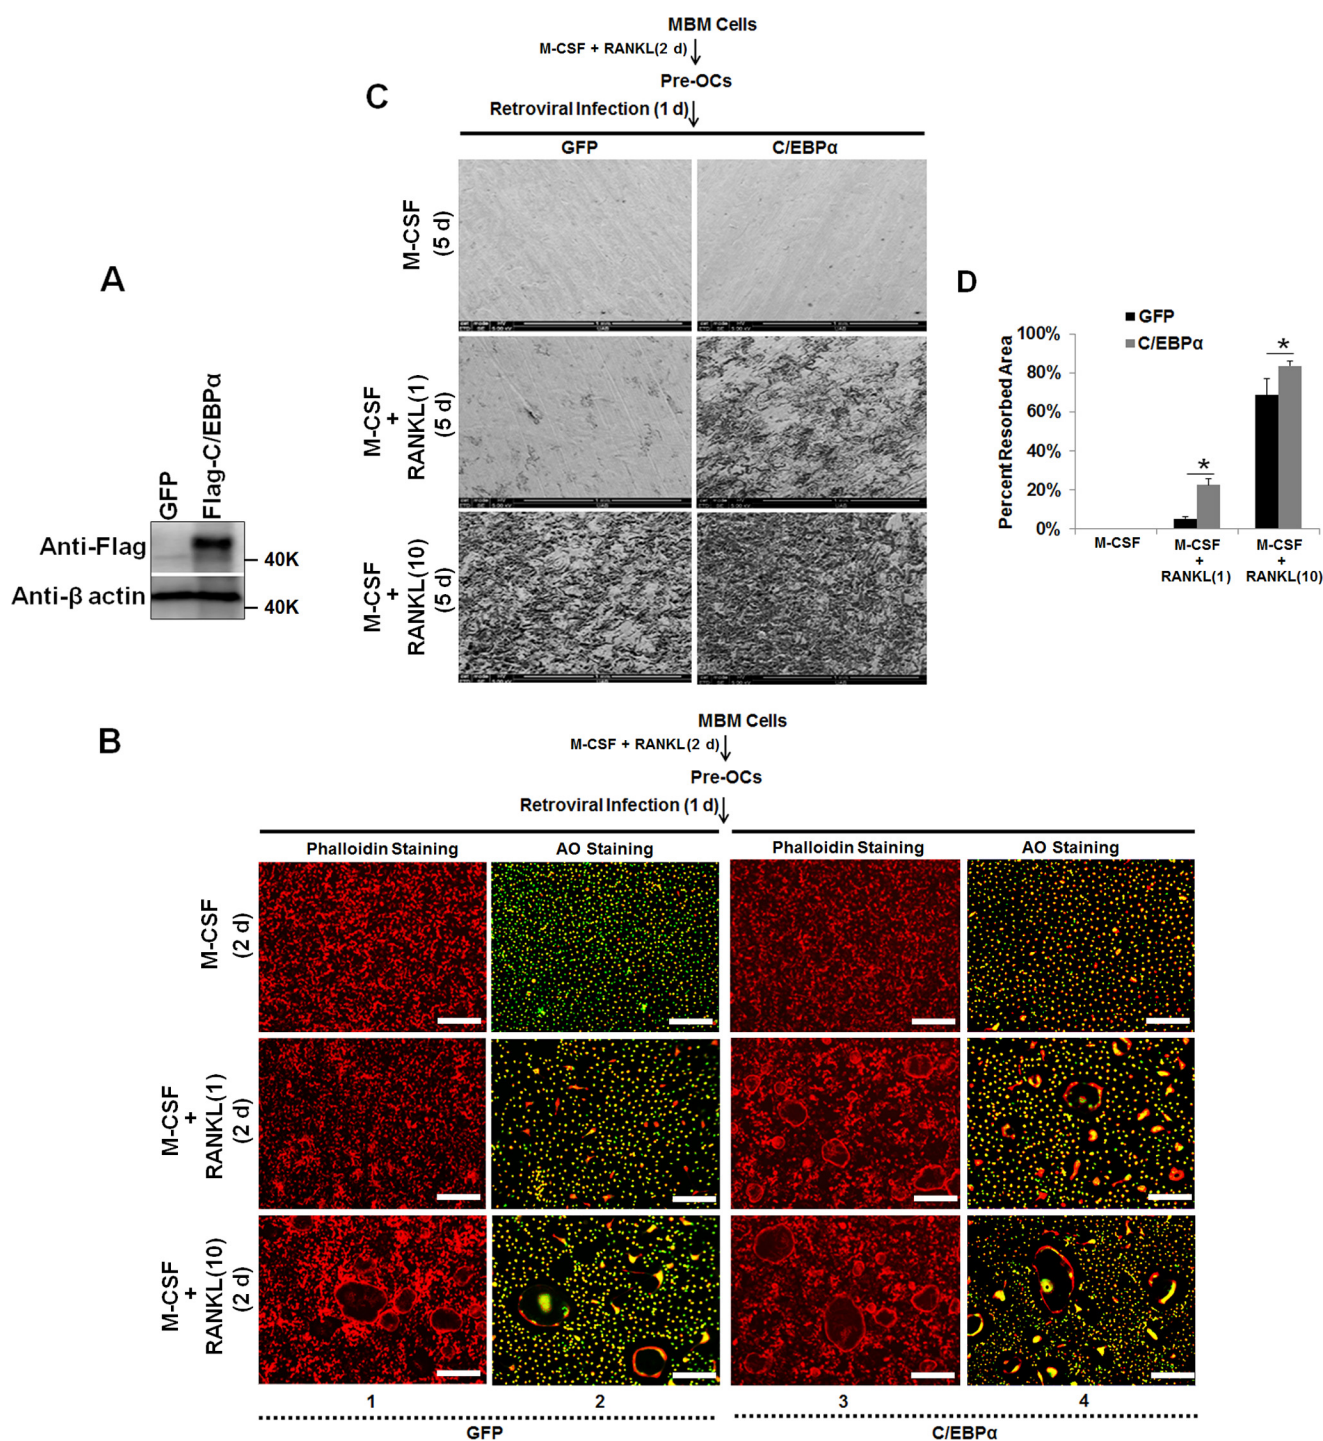 MBM Cells
M-CSF + RANKL(2 d)
Pre-OCs
C
Retroviral Infection (1 d)
GFP
C/EBPα
M-CSF
(5 d)
M-CSF
+
RANKL(1)
(5 d)
M-CSF
+
RANKL(10)
(5 d)
A
GFP
Flag-C/EBPα
Anti-Flag
40K
Anti-β actin
40K
D
GFP
C/EBPα
Percent Resorbed Area
100%
80%
60%
40%
20%
0%
*
*
M-CSF
M-CSF
+
RANKL(1)
M-CSF
+
RANKL(10)
B
MBM Cells
M-CSF + RANKL(2 d)
Pre-OCs
Retroviral Infection (1 d)
Phalloidin Staining
AO Staining
Phalloidin Staining
AO Staining
M-CSF
(2 d)
M-CSF
+
RANKL(1)
(2 d)
M-CSF
+
RANKL(10)
(2 d)
1
2
3
4
GFP
C/EBPα